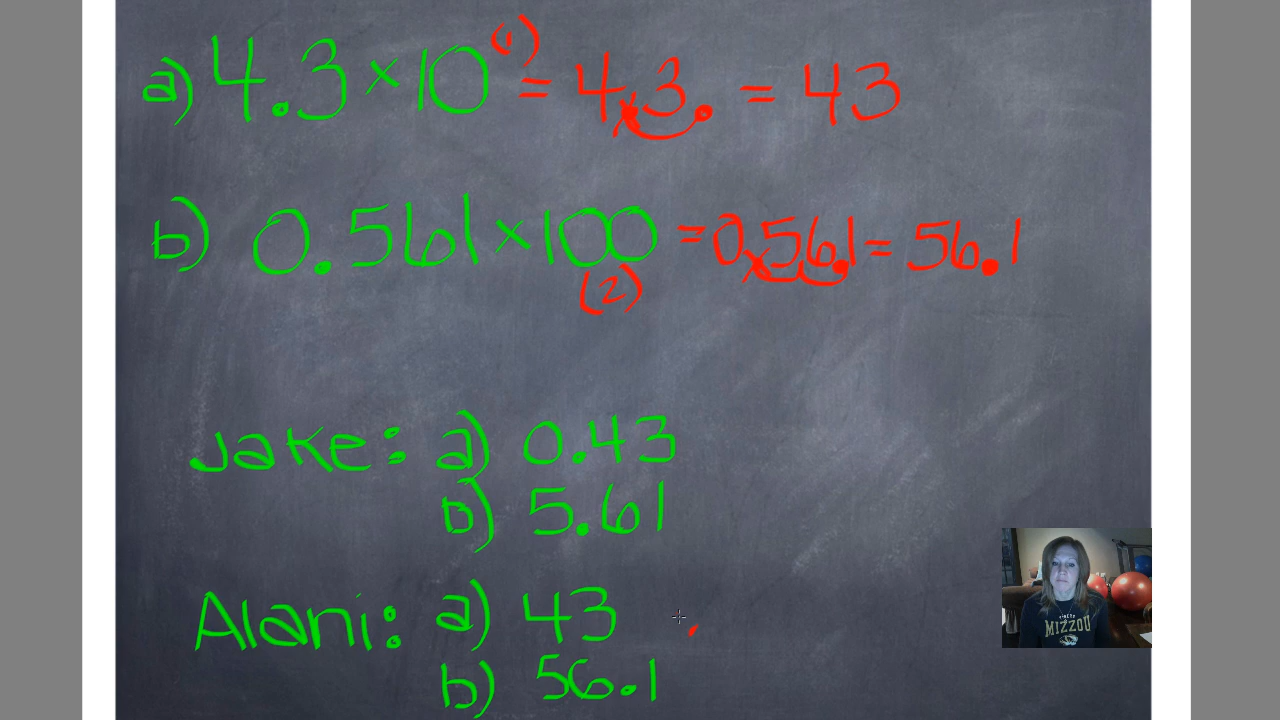 a) 4.3 × 10 (1) = 4.3. = 43
b) 0.561 × 100 (2) = 0.56.1 = 56.1
Jake: a) 0.43
b) 5.61
Alani: a) 43
b) 56.1
MIZZOU